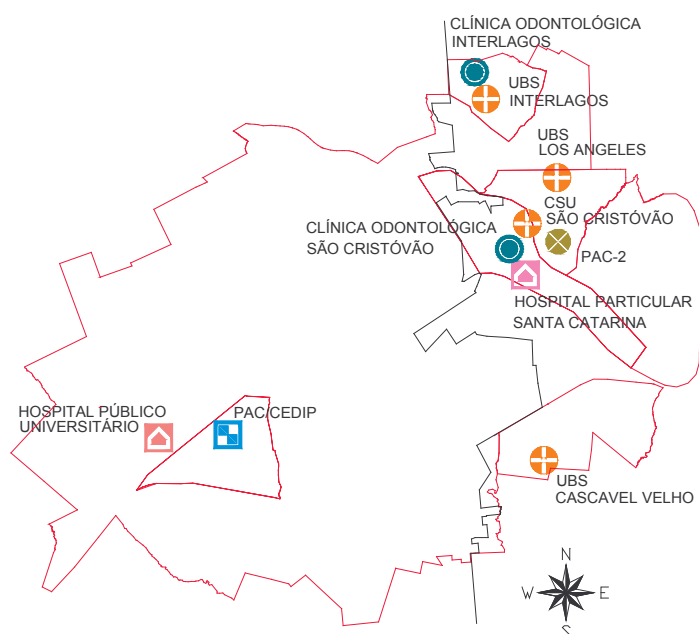 CLÍNICA ODONTOLÓGICA
INTERLAGOS
UBS
INTERLAGOS
UBS
LOS ANGELES
CSU
SÃO CRISTÓVÃO
CLÍNICA ODONTOLÓGICA
SÃO CRISTÓVÃO
PAC-2
HOSPITAL PARTICULAR
SANTA CATARINA
HOSPITAL PÚBLICO
UNIVERSITÁRIO
PAC/CEDIP
UBS
CASCAVEL VELHO
N
W
E
S